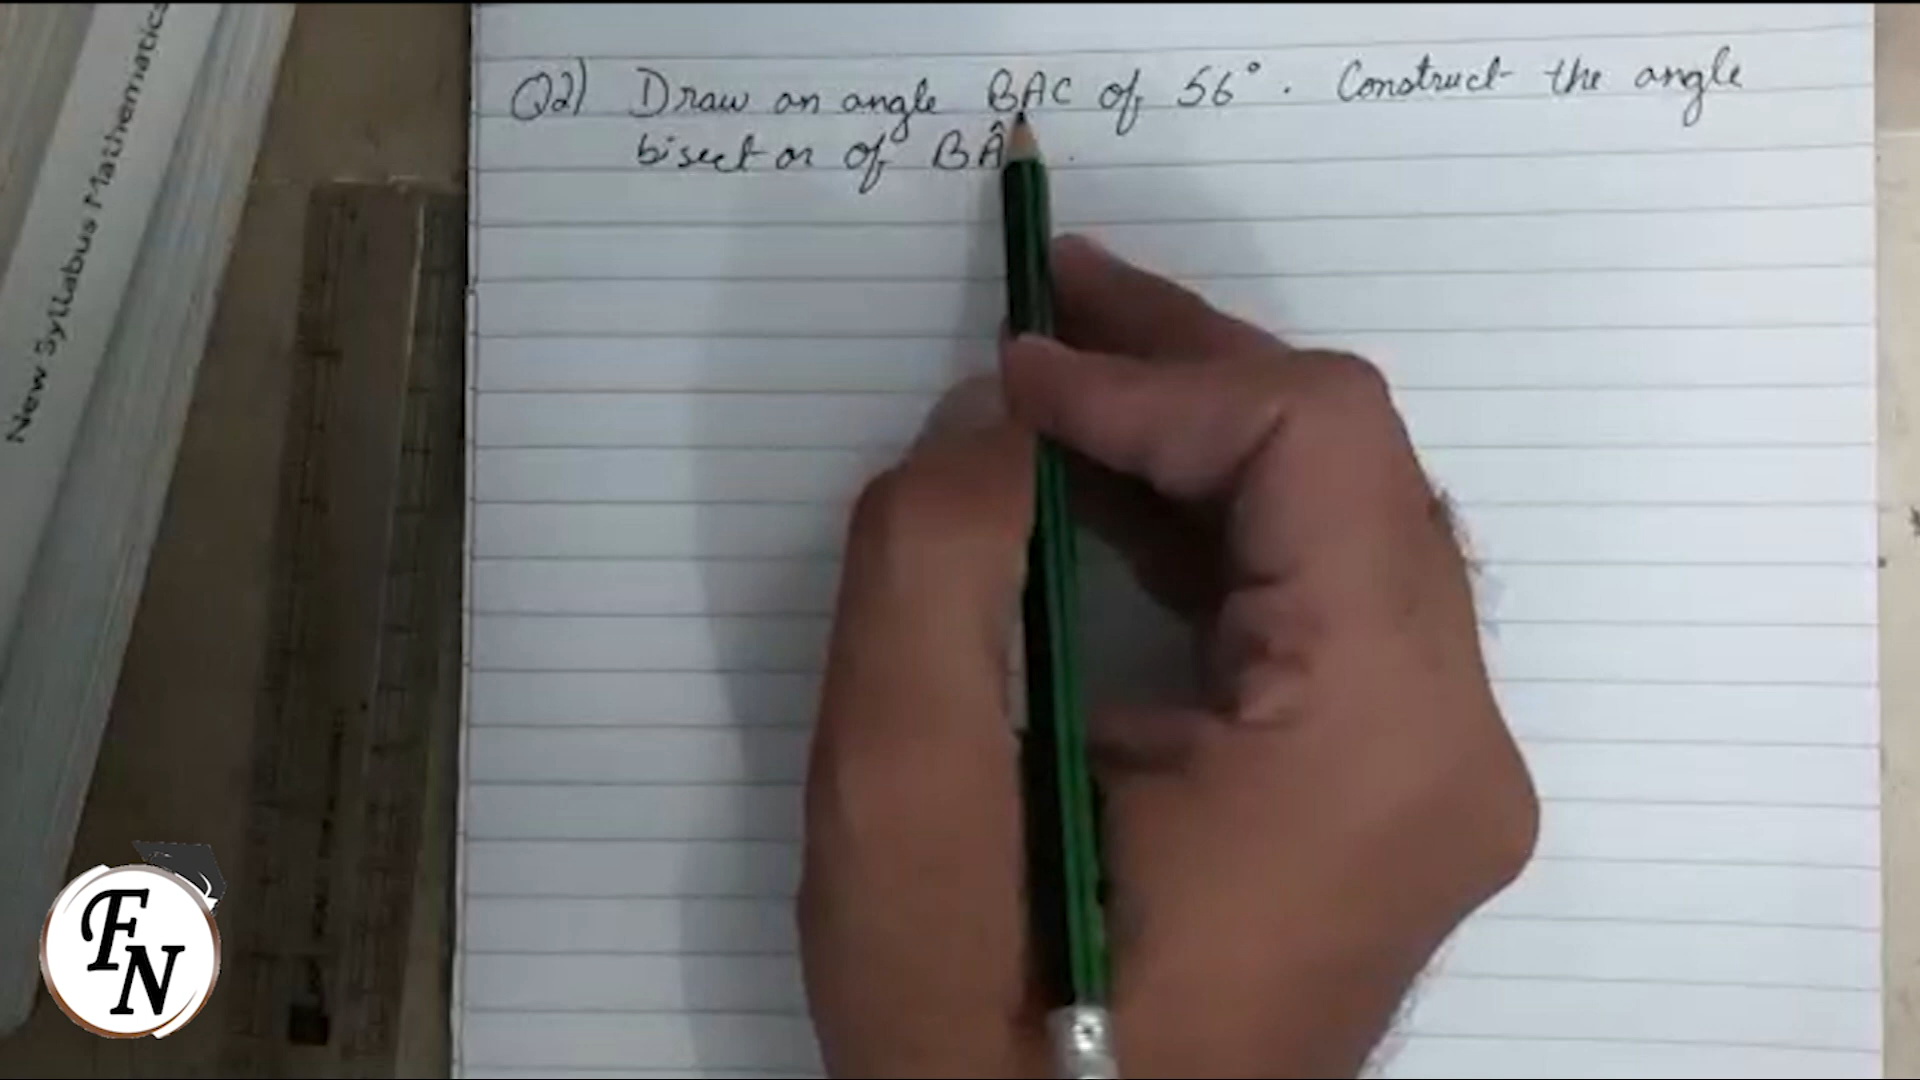 Q2) Draw an angle BAC of 56°. Construct the angle
bisector of BÂ .
New Syllabus Mathematics
FN